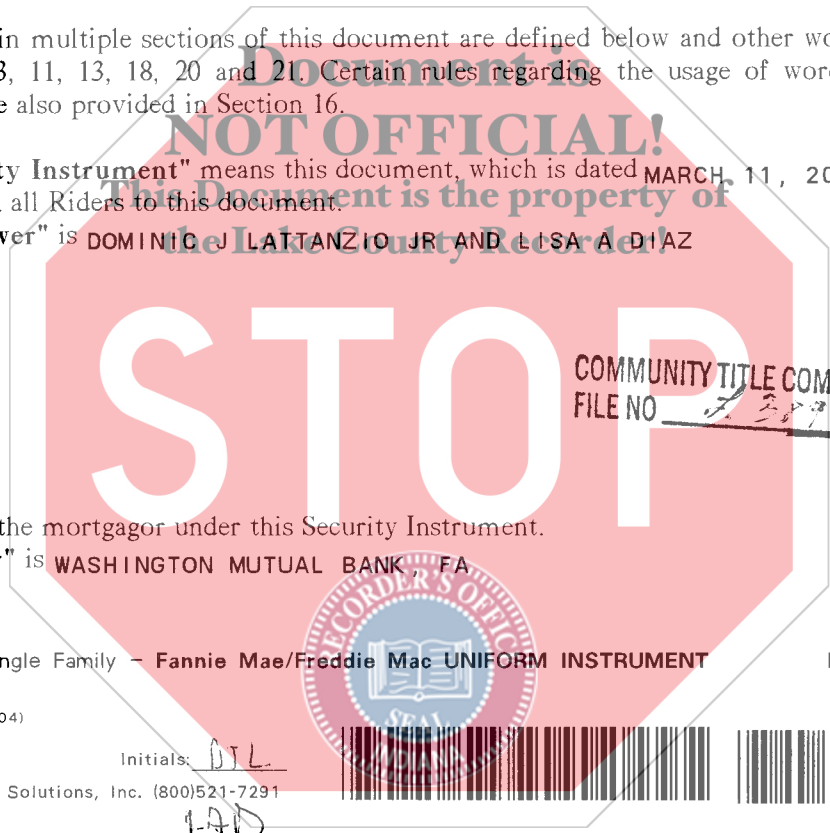 in multiple sections of this document are defined below and other wo
3, 11, 13, 18, 20 and 21. Certain rules regarding the usage of wor
e also provided in Section 16.
Document is
NOT OFFICIAL!
This Document is the property of
the Lake County Recorder!
ty Instrument" means this document, which is dated MARCH 11, 20
all Riders to this document.
wer" is DOMINIC J LATTANZIO JR AND LISA A DIAZ
STOP
COMMUNITY TITLE COM
FILE NO
the mortgagor under this Security Instrument.
" is WASHINGTON MUTUAL BANK, FA
RECORDER'S OFFICE
SEAL
INDIANA
ngle Family - Fannie Mae/Freddie Mac UNIFORM INSTRUMENT
04)
Initials: DJL
Solutions, Inc. (800)521-7291
LAD